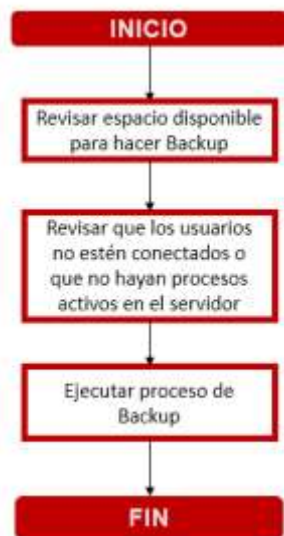 INICIO
Revisar espacio disponible
para hacer Backup
Revisar que los usuarios
no estén conectados o
que no hayan procesos
activos en el servidor
Ejecutar proceso de
Backup
FIN